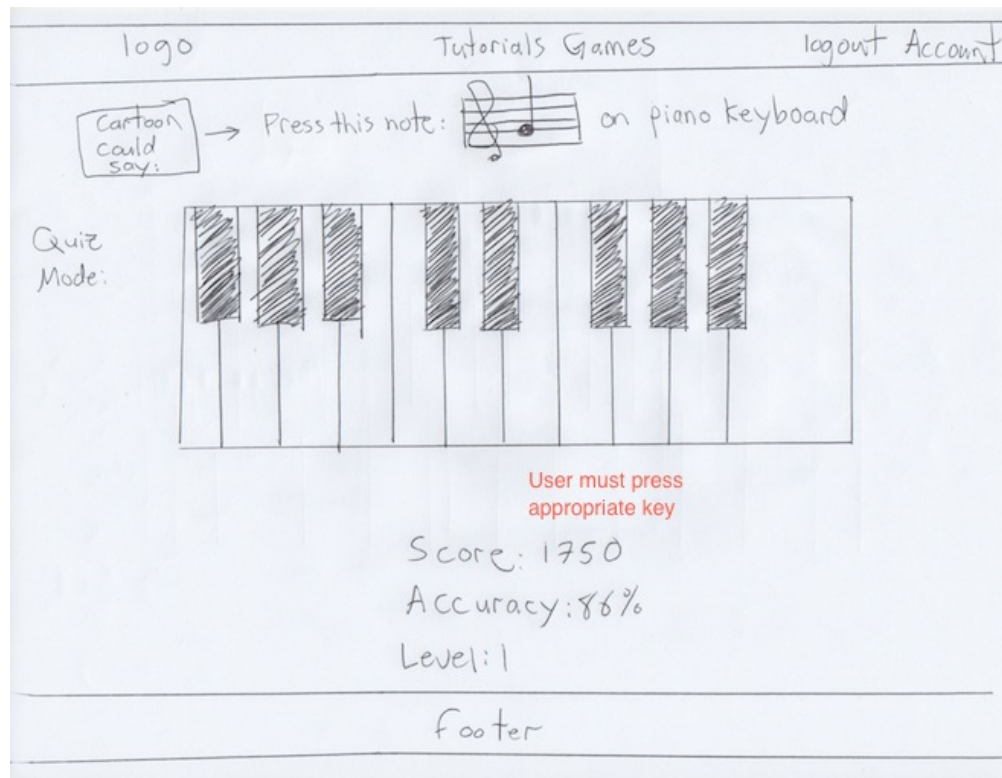 logo Tutorials Games logout Account
Cartoon could say: → Press this note: on piano keyboard
Quiz
Mode:
User must press
appropriate key
Score: 1750
Accuracy: 86%
Level: 1
footer